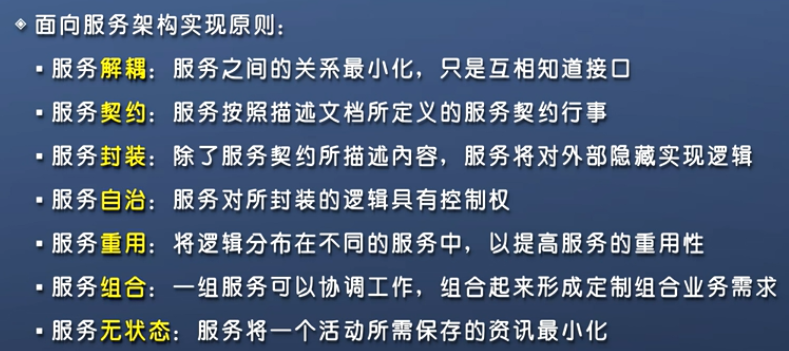 ◈ 面向服务架构实现原则：
▪ 服务解耦：服务之间的关系最小化，只是互相知道接口
▪ 服务契约：服务按照描述文档所定义的服务契约行事
▪ 服务封装：除了服务契约所描述内容，服务将对外部隐藏实现逻辑
▪ 服务自治：服务对所封装的逻辑具有控制权
▪ 服务重用：将逻辑分布在不同的服务中，以提高服务的重用性
▪ 服务组合：一组服务可以协调工作，组合起来形成定制组合业务需求
▪ 服务无状态：服务将一个活动所需保存的资讯最小化